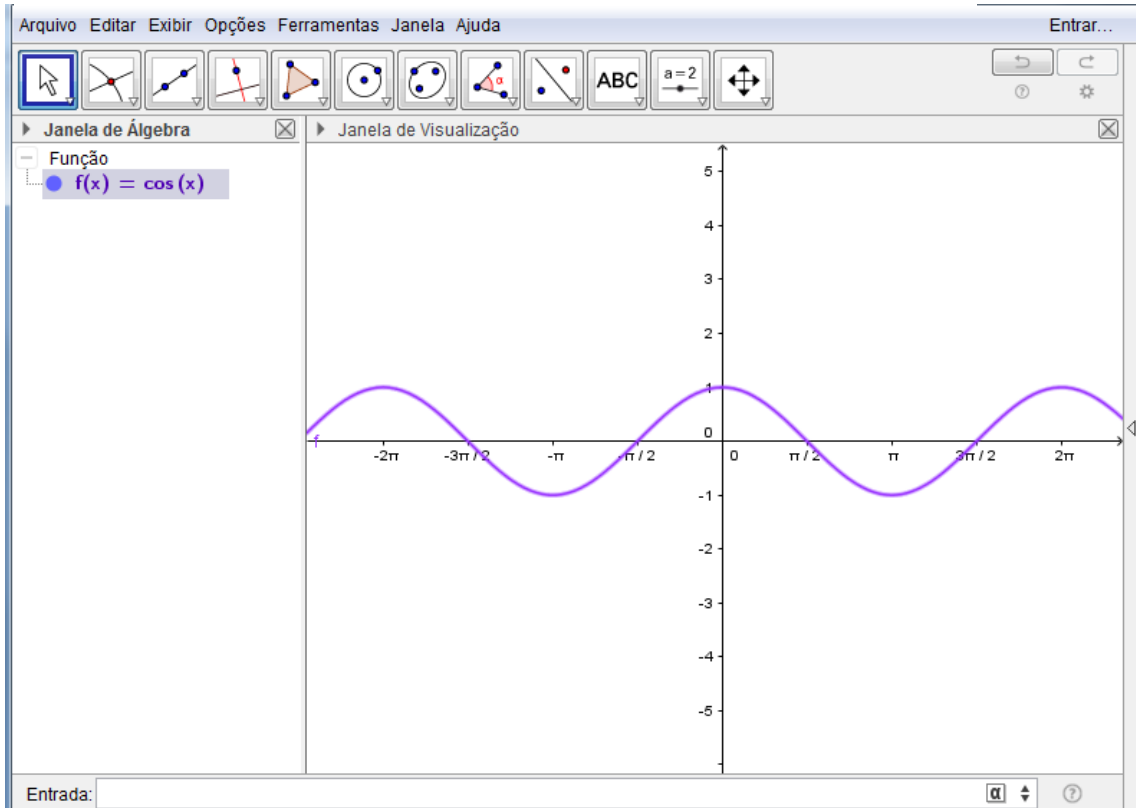 Arquivo Editar Exibir Opções Ferramentas Janela Ajuda Entrar...
ABC a=2 α
Janela de Álgebra
Janela de Visualização
Função
f(x) = cos(x)
5
4
3
2
1
0
f
-2π -3π/2 -π -π/2 0 π/2 π 3π/2 2π
-1
-2
-3
-4
-5
Entrada: α